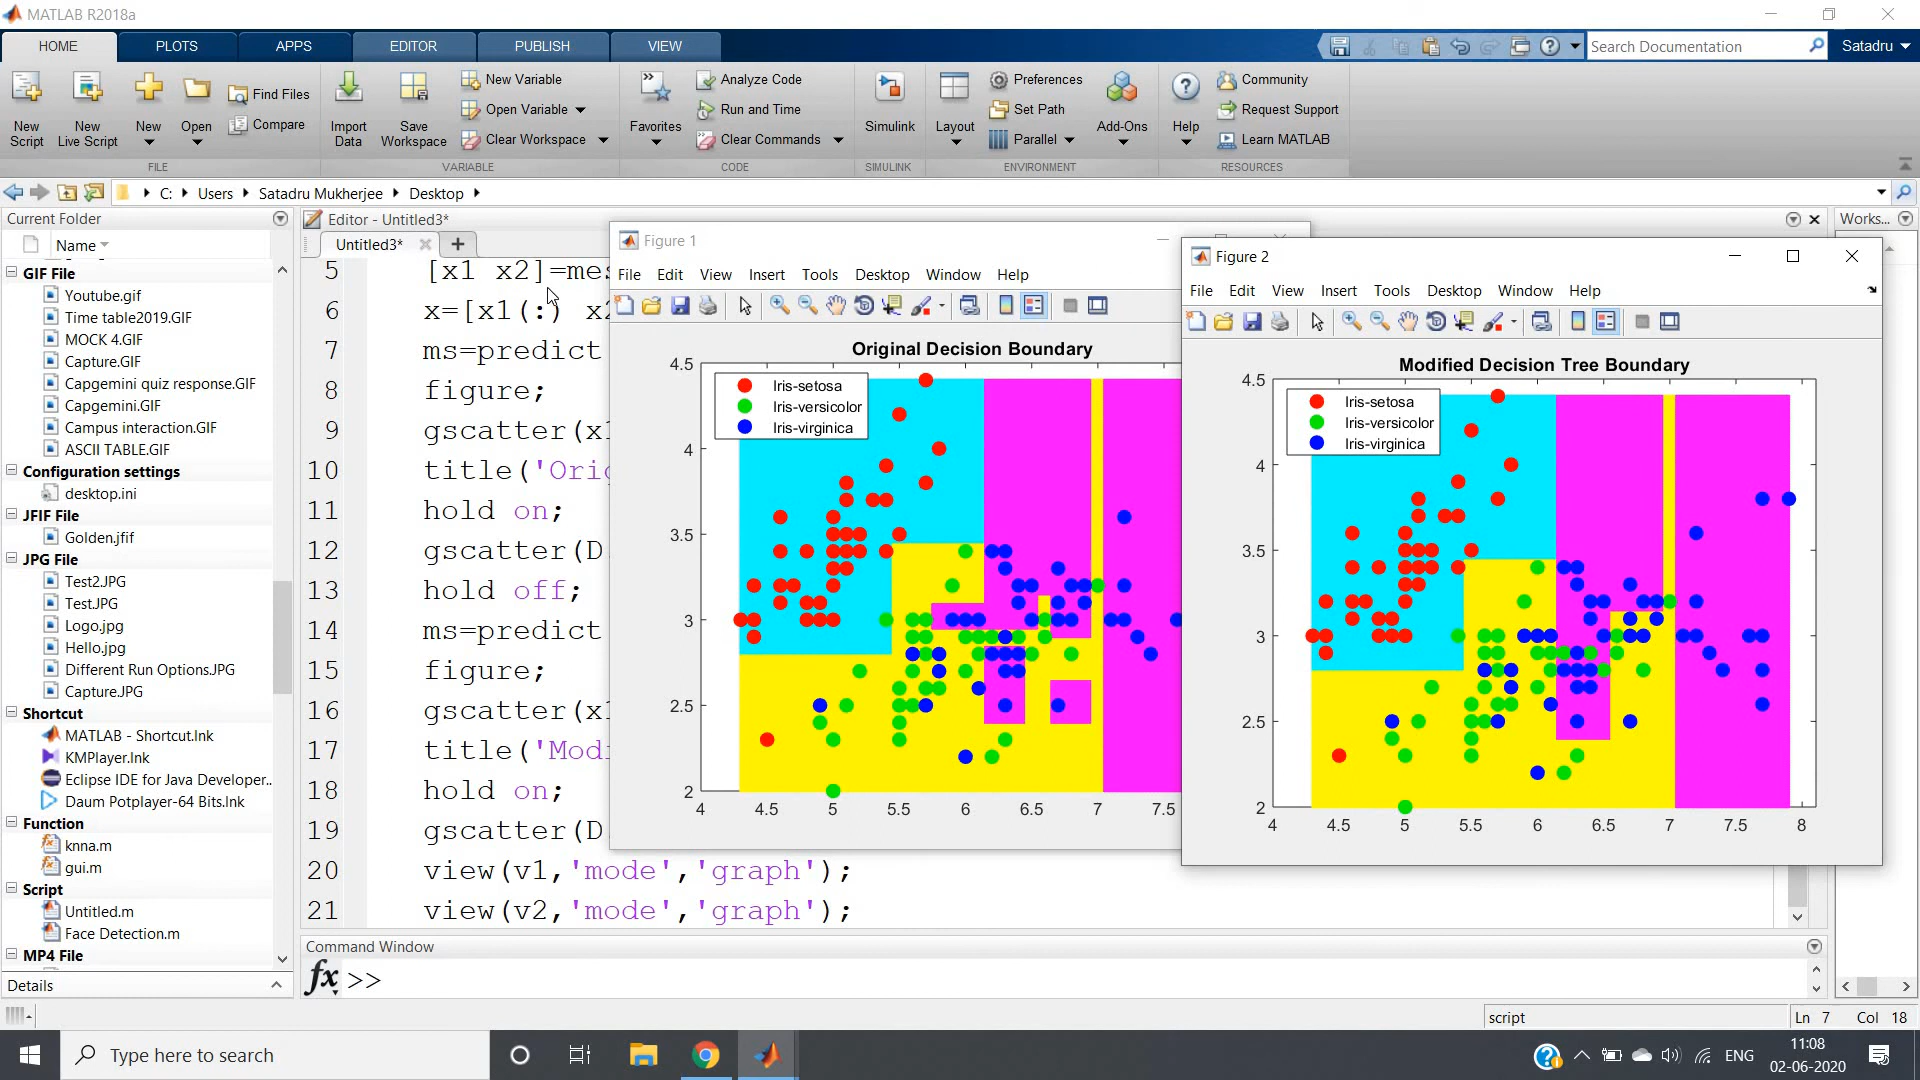 MATLAB R2018a
HOME PLOTS APPS EDITOR PUBLISH VIEW
Search Documentation
Satadru
New Script
New Live Script
New
Open
Find Files
Compare
Import Data
Save Workspace
New Variable
Open Variable
Clear Workspace
Favorites
Analyze Code
Run and Time
Clear Commands
Simulink
Layout
Preferences
Set Path
Parallel
Add-Ons
Help
Community
Request Support
Learn MATLAB
FILE VARIABLE CODE SIMULINK ENVIRONMENT RESOURCES
C: Users Satadru Mukherjee Desktop
Current Folder
Name
GIF File
Youtube.gif
Time table2019.GIF
MOCK 4.GIF
Capture.GIF
Capgemini quiz response.GIF
Capgemini.GIF
Campus interaction.GIF
ASCII TABLE.GIF
Configuration settings
desktop.ini
JFIF File
Golden.jfif
JPG File
Test2.JPG
Test.JPG
Logo.jpg
Hello.jpg
Different Run Options.JPG
Capture.JPG
Shortcut
MATLAB - Shortcut.lnk
KMPlayer.lnk
Eclipse IDE for Java Developer..
Daum Potplayer-64 Bits.lnk
Function
knna.m
gui.m
Script
Untitled.m
Face Detection.m
MP4 File
Details
Editor - Untitled3*
Works...
Untitled3*
5 [x1 x2]=mes
6 x=[x1(:) x2
7 ms=predict
8 figure;
9 gscatter(x1
10 title('Orig
11 hold on;
12 gscatter(D
13 hold off;
14 ms=predict
15 figure;
16 gscatter(x1
17 title('Modi
18 hold on;
19 gscatter(D
20 view(v1,'mode','graph');
21 view(v2,'mode','graph');
Figure 1
File Edit View Insert Tools Desktop Window Help
Original Decision Boundary
Iris-setosa
Iris-versicolor
Iris-virginica
4.5
4
3.5
3
2.5
2
4 4.5 5 5.5 6 6.5 7 7.5
Figure 2
File Edit View Insert Tools Desktop Window Help
Modified Decision Tree Boundary
Iris-setosa
Iris-versicolor
Iris-virginica
4.5
4
3.5
3
2.5
2
4 4.5 5 5.5 6 6.5 7 7.5 8
Command Window
fx >>
script
Ln 7 Col 18
Type here to search
ENG
11:08
02-06-2020